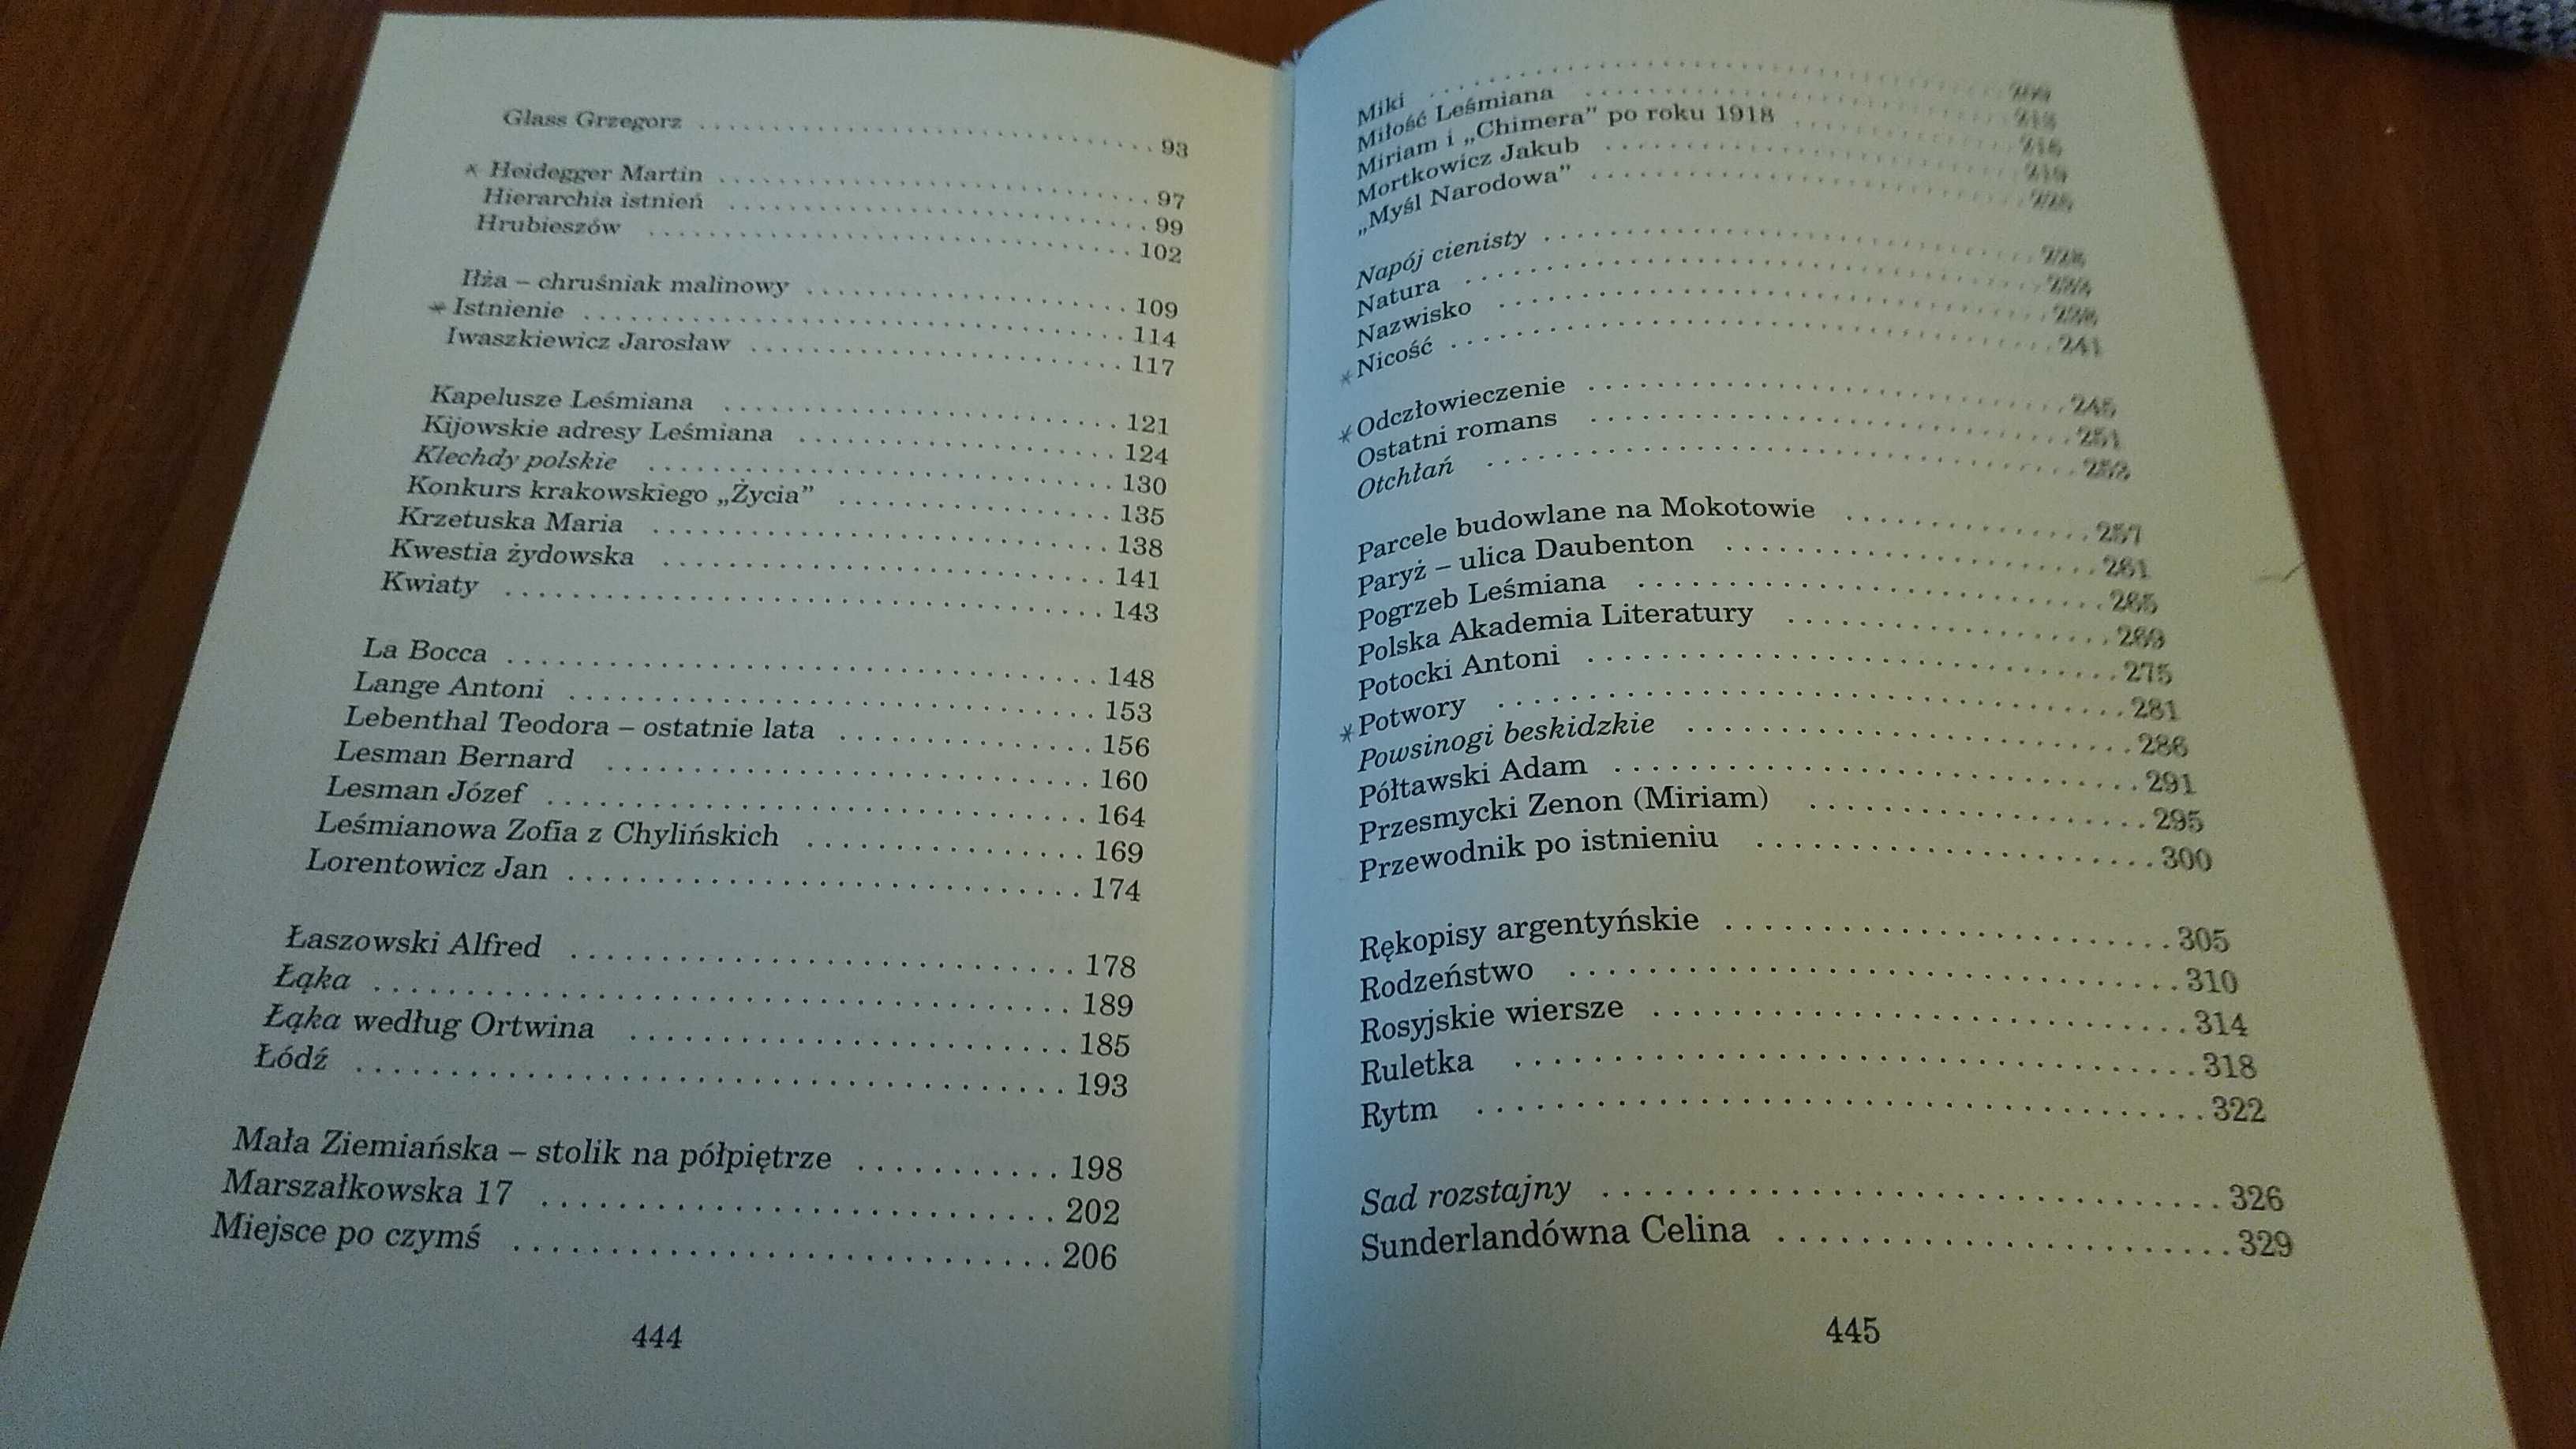 Glass Grzegorz ........ 93
* Heidegger Martin ........ 97
Hierarchia istnień ........ 99
Hrubieszów ........ 102
Iłża – chruśniak malinowy ........ 109
* Istnienie ........ 114
Iwaszkiewicz Jarosław ........ 117
Kapelusze Leśmiana ........ 121
Kijowskie adresy Leśmiana ........ 124
Klechdy polskie ........ 130
Konkurs krakowskiego „Życia” ........ 135
Krzetuska Maria ........ 138
Kwestia żydowska ........ 141
Kwiaty ........ 143
La Bocca ........ 148
Lange Antoni ........ 153
Lebenthal Teodora – ostatnie lata ........ 156
Lesman Bernard ........ 160
Lesman Józef ........ 164
Leśmianowa Zofia z Chylińskich ........ 169
Lorentowicz Jan ........ 174
Łaszowski Alfred ........ 178
Łąka ........ 189
Łąka według Ortwina ........ 185
Łódź ........ 193
Mała Ziemiańska – stolik na półpiętrze ........ 198
Marszałkowska 17 ........ 202
Miejsce po czymś ........ 206
444
Miki ........
Miłość Leśmiana ........
Miriam i „Chimera” po roku 1918 ........
Mortkowicz Jakub ........
„Myśl Narodowa” ........
Napój cienisty ........
Natura ........
Nazwisko ........
* Nicość ........ 241
* Odczłowieczenie ........ 245
Ostatni romans ........ 251
Otchłań ........ 253
Parcele budowlane na Mokotowie ........ 257
Paryż – ulica Daubenton ........ 261
Pogrzeb Leśmiana ........ 265
Polska Akademia Literatury ........ 269
Potocki Antoni ........ 275
* Potwory ........ 281
Powsinogi beskidzkie ........ 286
Półtawski Adam ........ 291
Przesmycki Zenon (Miriam) ........ 295
Przewodnik po istnieniu ........ 300
Rękopisy argentyńskie ........ 305
Rodzeństwo ........ 310
Rosyjskie wiersze ........ 314
Ruletka ........ 318
Rytm ........ 322
Sad rozstajny ........ 326
Sunderlandówna Celina ........ 329
445